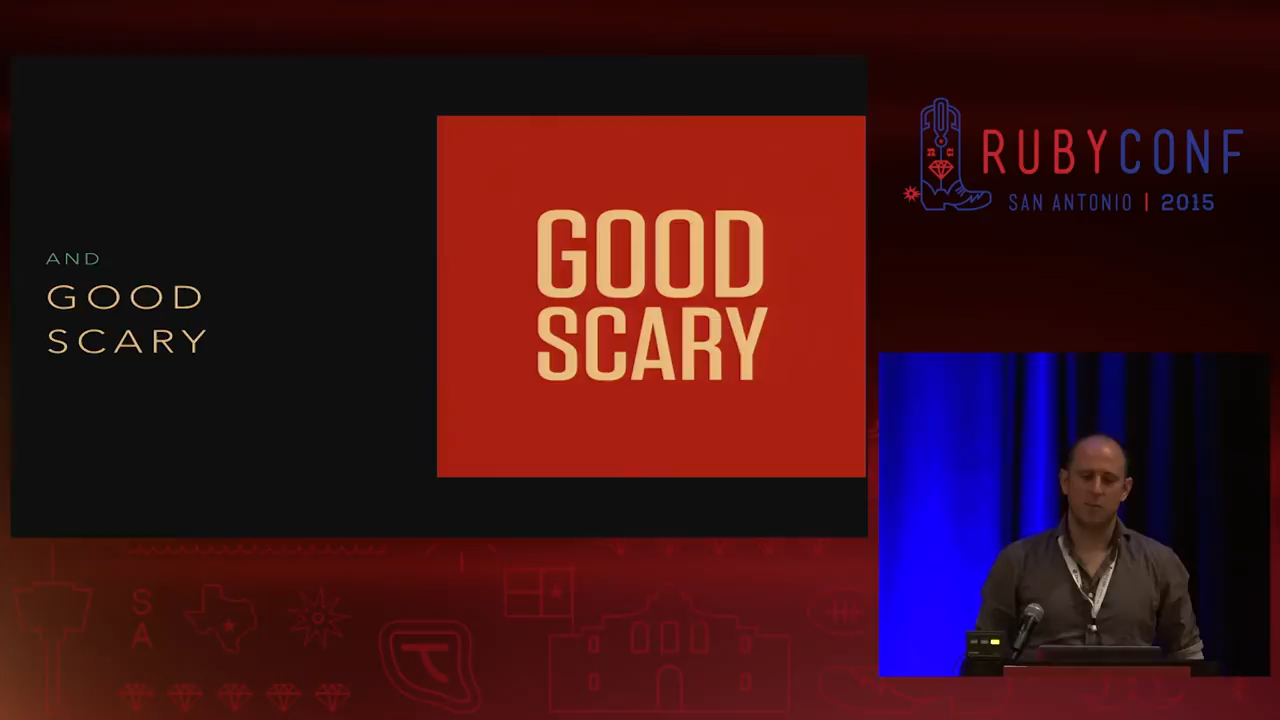 AND
GOOD
SCARY
GOOD
SCARY
RUBYCONF
SAN ANTONIO | 2015
S
A